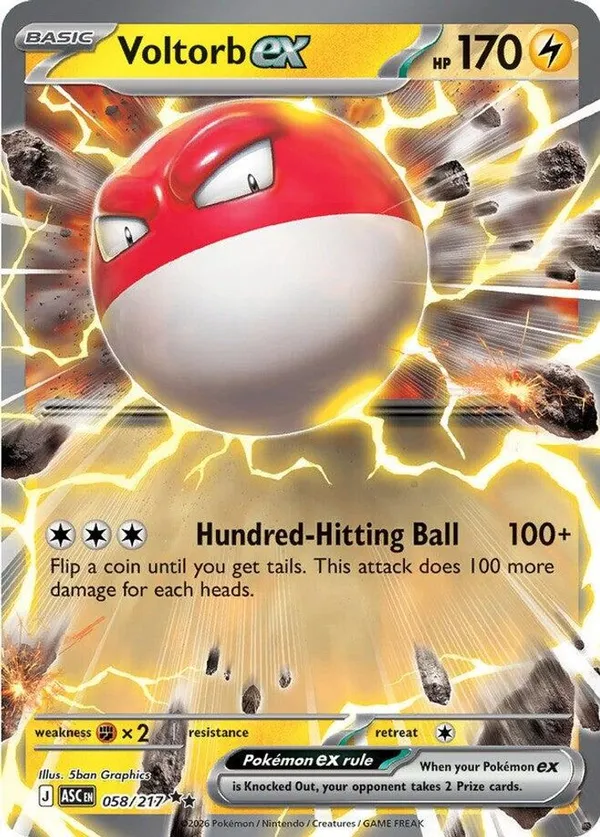 BASIC Voltorb ex HP 170
Hundred-Hitting Ball 100+
Flip a coin until you get tails. This attack does 100 more
damage for each heads.
weakness × 2 resistance retreat
Pokémon ex rule When your Pokémon ex
is Knocked Out, your opponent takes 2 Prize cards.
Illus. 5ban Graphics
J ASC EN 058/217
©2026 Pokémon / Nintendo / Creatures / GAME FREAK